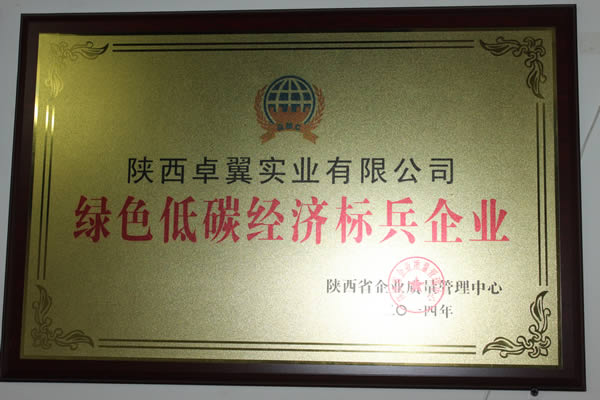 陕西卓翼实业有限公司
绿色低碳经济标兵企业
陕西省企业质量管理中心
二〇一四年